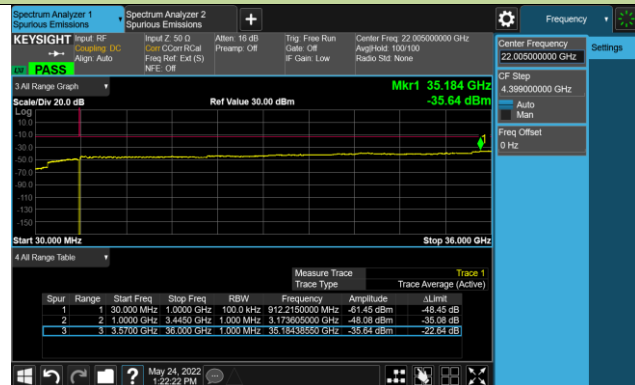 Spectrum Analyzer 1
Spurious Emissions
Spectrum Analyzer 2
Spurious Emissions
Frequency
KEYSIGHT
Input: RF
Coupling: DC
Align: Auto
Input Z: 50 Ω
Corr CCorr RCal
Freq Ref: Ext (S)
NFE: Off
Atten: 18 dB
Preamp: Off
Trig: Free Run
Gate: Off
IF Gain: Low
Center Freq: 22.005000000 GHz
Avg|Hold: 100/100
Radio Std: None
PASS
Center Frequency
22.005000000 GHz
Settings
CF Step
4.399000000 GHz
Auto
Man
Freq Offset
0 Hz
3 All Range Graph
Mkr1 35.184 GHz
Scale/Div 20.0 dB
Ref Value 30.00 dBm
-35.64 dBm
Log
10.0
-10.0
-30.0
-50.0
-70.0
-90.0
-110
-130
-150
1
Start 30.000 MHz
Stop 36.000 GHz
4 All Range Table
Measure Trace Trace 1
Trace Type Trace Average (Active)
Spur Range Start Freq Stop Freq RBW Frequency Amplitude ΔLimit
1 1 30.000 MHz 1.0000 GHz 100.0 kHz 912.2150000 MHz -61.45 dBm -48.45 dB
2 2 1.0000 GHz 3.4450 GHz 1.000 MHz 3.173605000 GHz -48.08 dBm -35.08 dB
3 3 3.5700 GHz 36.000 GHz 1.000 MHz 35.18438550 GHz -35.64 dBm -22.64 dB
May 24, 2022
1:22:22 PM